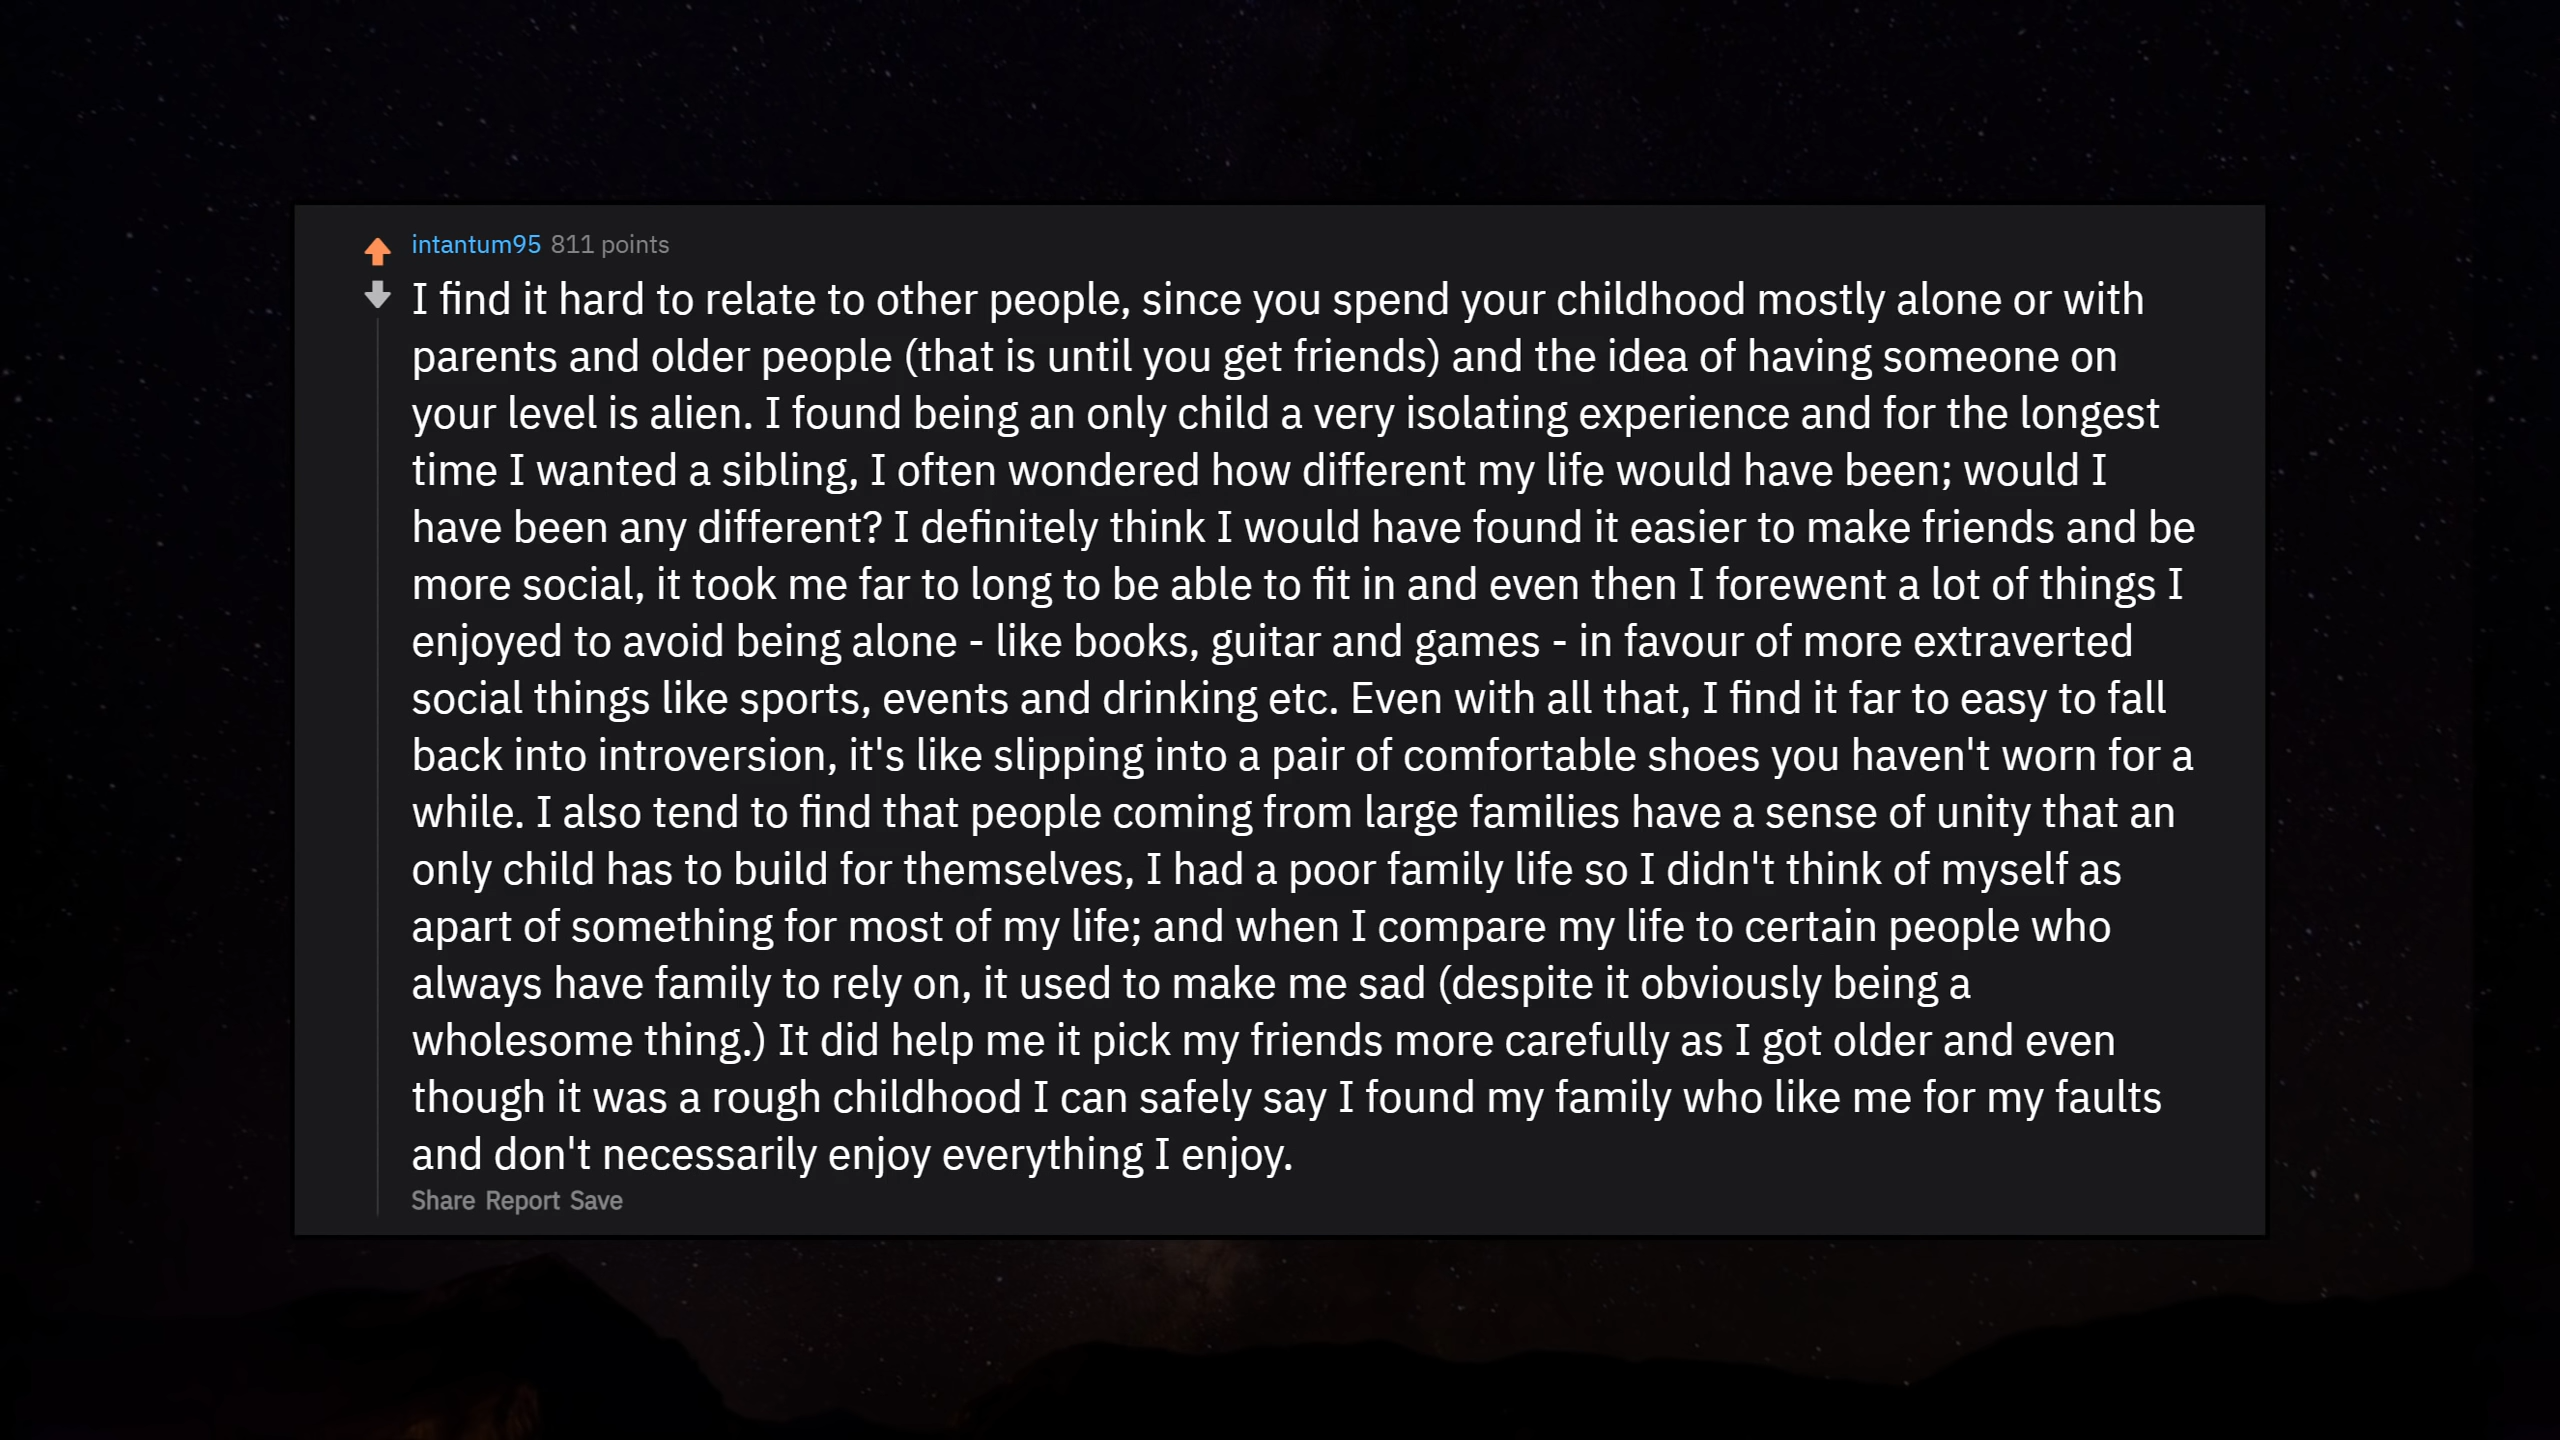 intantum95 811 points
I find it hard to relate to other people, since you spend your childhood mostly alone or with
parents and older people (that is until you get friends) and the idea of having someone on
your level is alien. I found being an only child a very isolating experience and for the longest
time I wanted a sibling, I often wondered how different my life would have been; would I
have been any different? I definitely think I would have found it easier to make friends and be
more social, it took me far to long to be able to fit in and even then I forewent a lot of things I
enjoyed to avoid being alone - like books, guitar and games - in favour of more extraverted
social things like sports, events and drinking etc. Even with all that, I find it far to easy to fall
back into introversion, it's like slipping into a pair of comfortable shoes you haven't worn for a
while. I also tend to find that people coming from large families have a sense of unity that an
only child has to build for themselves, I had a poor family life so I didn't think of myself as
apart of something for most of my life; and when I compare my life to certain people who
always have family to rely on, it used to make me sad (despite it obviously being a
wholesome thing.) It did help me it pick my friends more carefully as I got older and even
though it was a rough childhood I can safely say I found my family who like me for my faults
and don't necessarily enjoy everything I enjoy.
Share Report Save